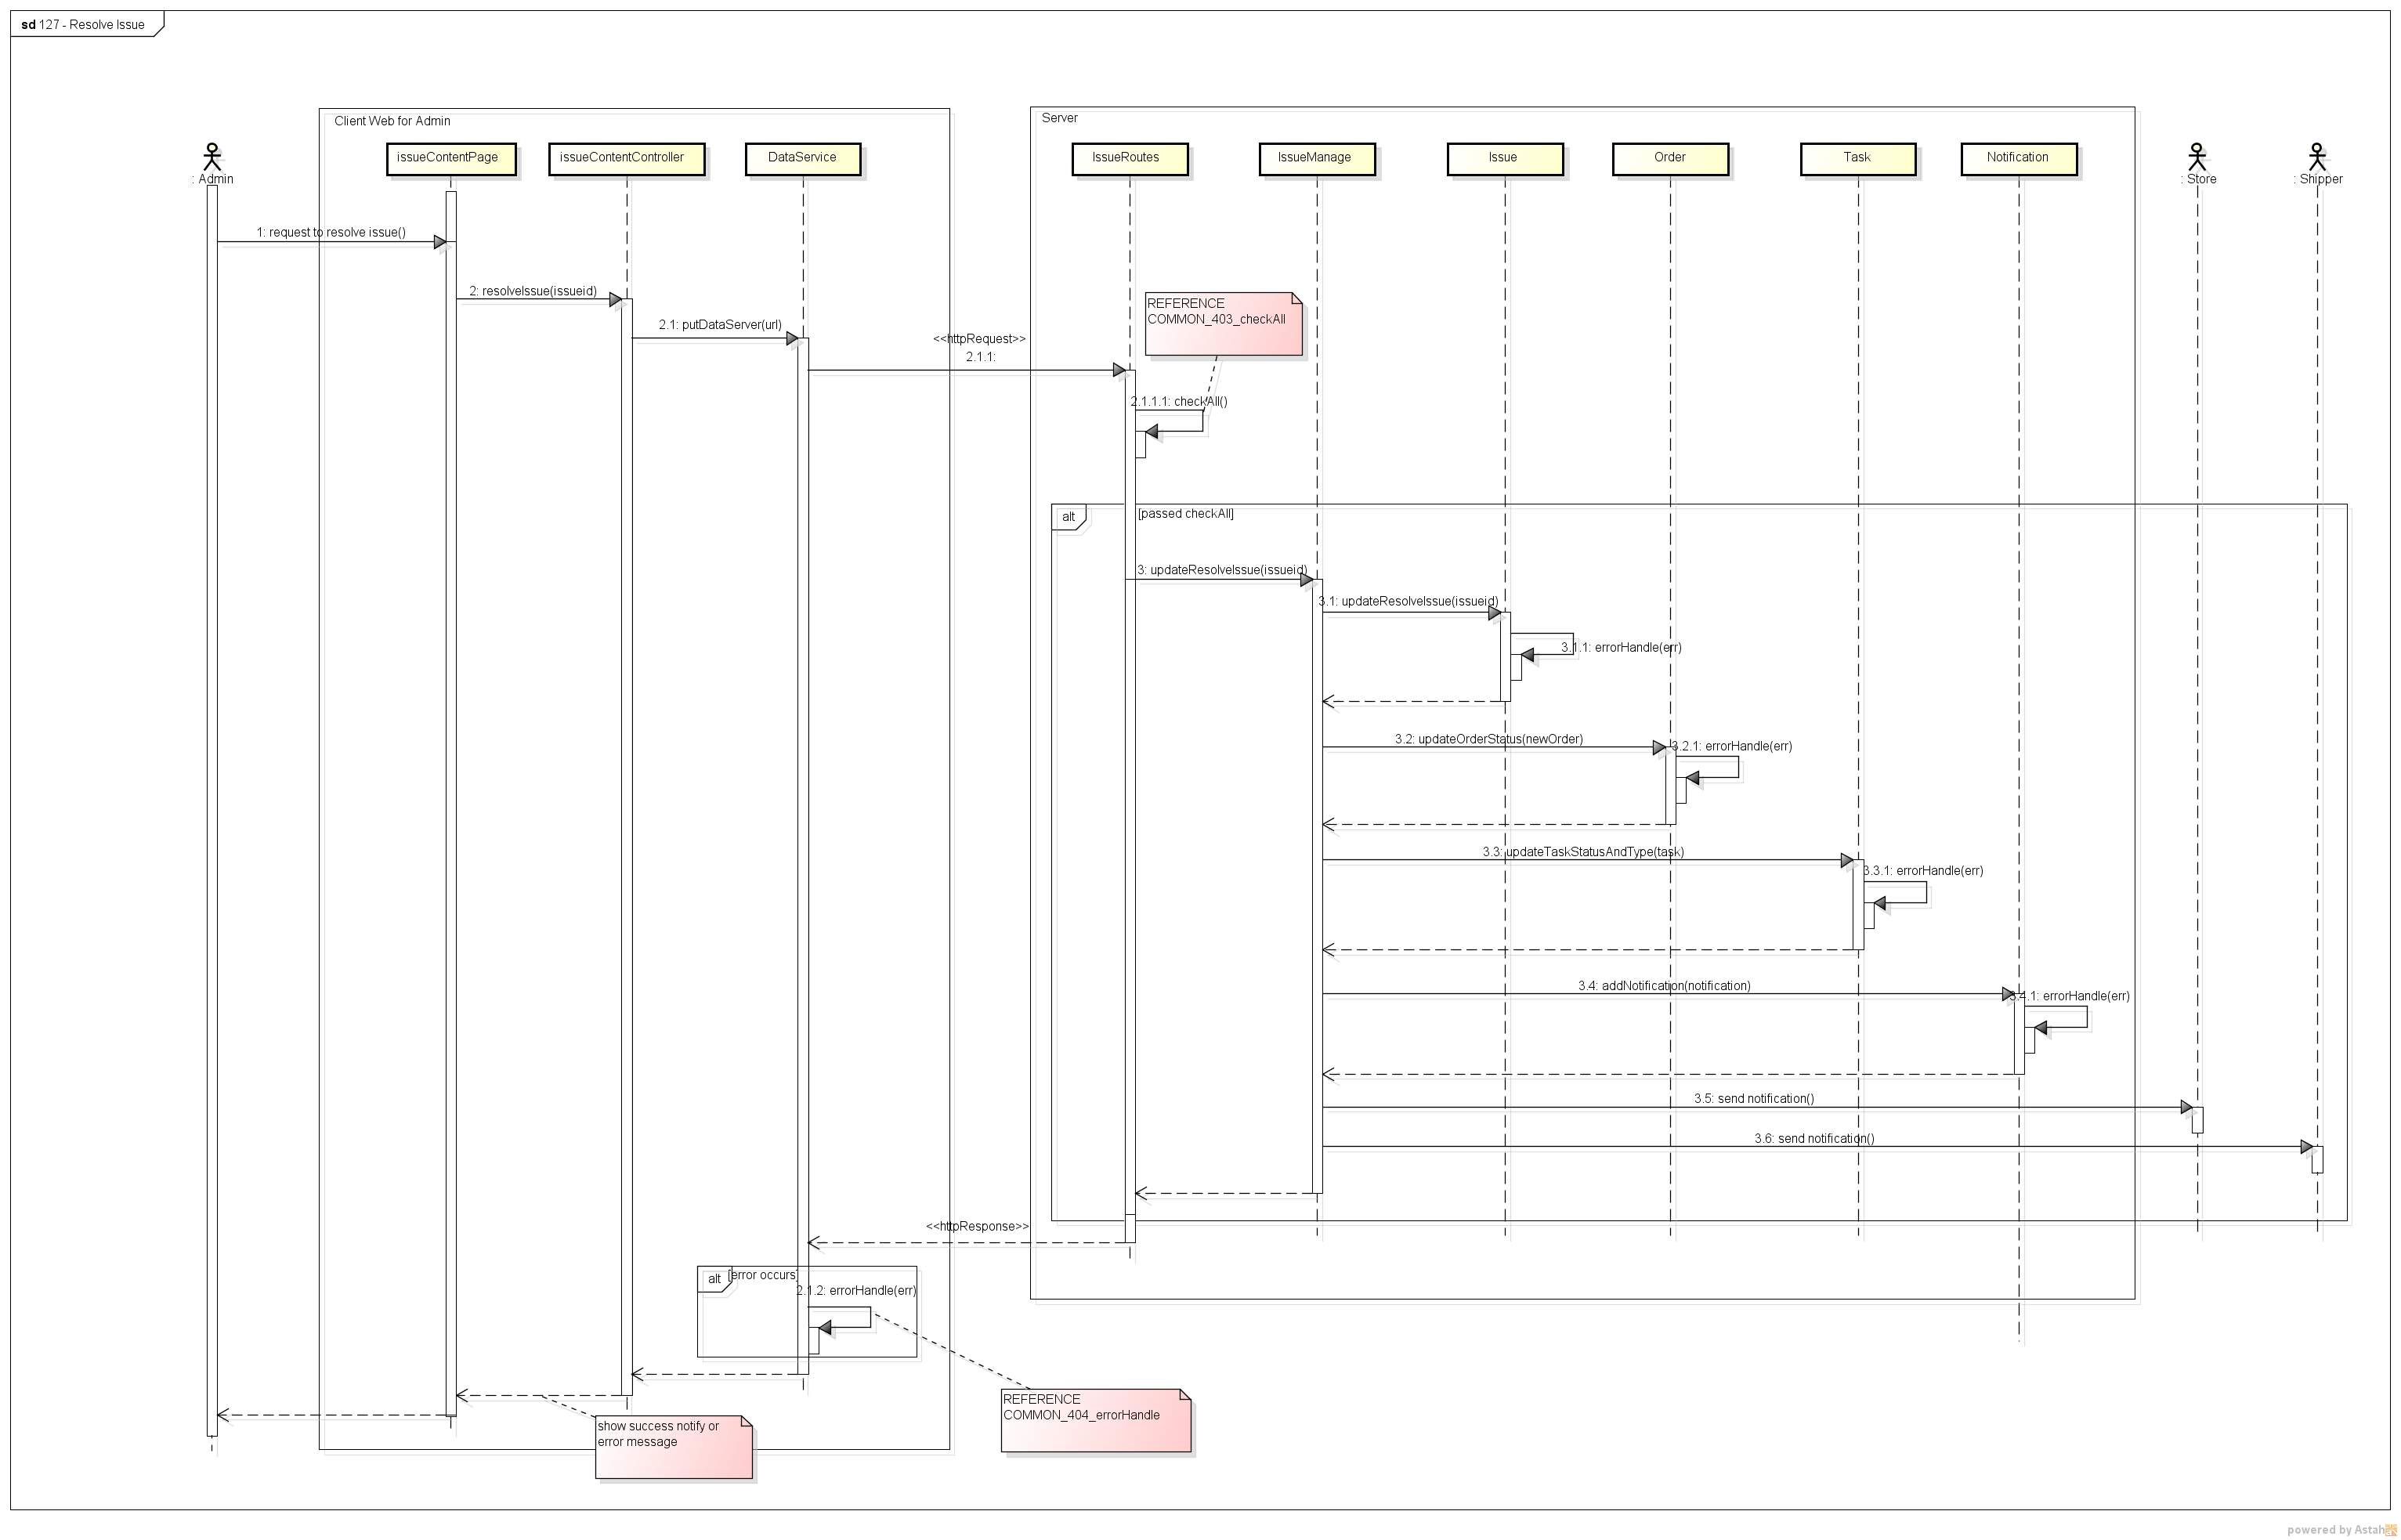 sd 127 - Resolve Issue
Client Web for Admin
Server
issueContentPage
issueContentController
DataService
IssueRoutes
IssueManage
Issue
Order
Task
Notification
: Admin
: Store
: Shipper
1: request to resolve issue()
2: resolveIssue(issueid)
REFERENCE
COMMON_403_checkAll
2.1: putDataServer(url)
<<httpRequest>>
2.1.1:
2.1.1.1: checkAll()
alt
[passed checkAll]
3: updateResolveIssue(issueid)
3.1: updateResolveIssue(issueid)
3.1.1: errorHandle(err)
3.2: updateOrderStatus(newOrder)
3.2.1: errorHandle(err)
3.3: updateTaskStatusAndType(task)
3.3.1: errorHandle(err)
3.4: addNotification(notification)
3.4.1: errorHandle(err)
3.5: send notification()
3.6: send notification()
<<httpResponse>>
alt
[error occurs]
2.1.2: errorHandle(err)
REFERENCE
COMMON_404_errorHandle
show success notify or
error message
powered by Astah